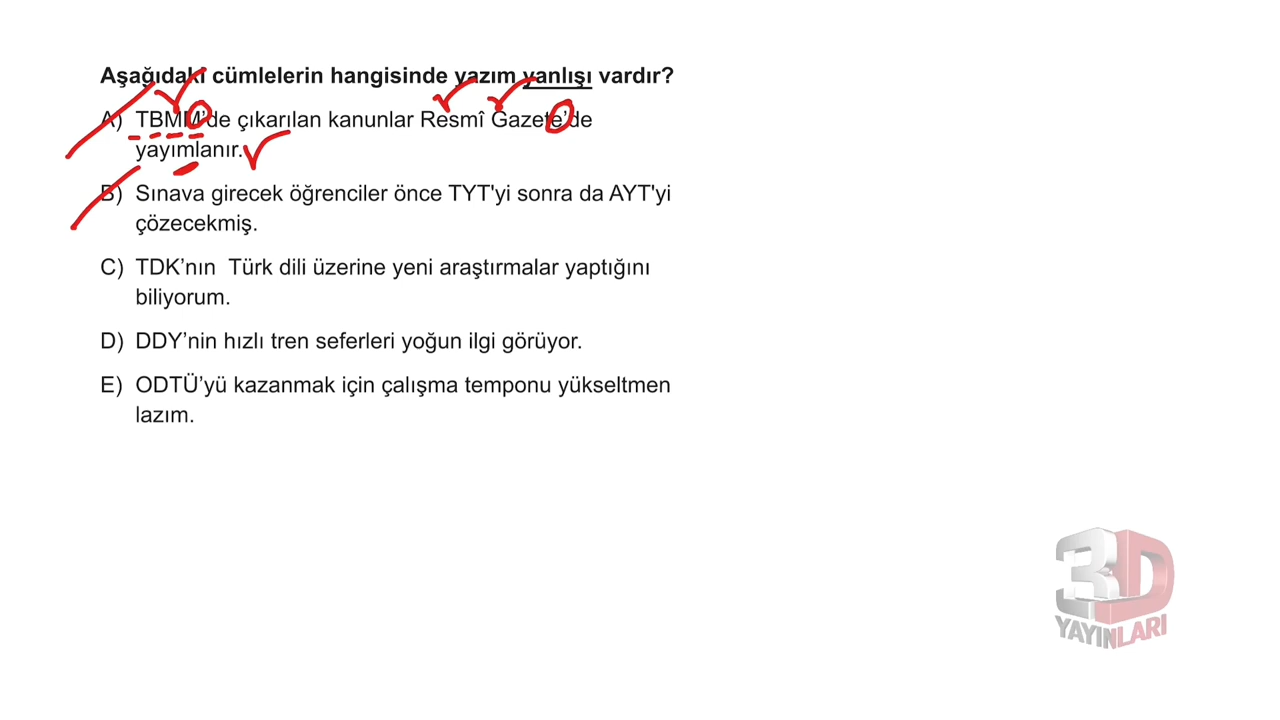 Aşağıdaki cümlelerin hangisinde yazım yanlışı vardır?
A) TBMM’de çıkarılan kanunlar Resmî Gazete’de
yayımlanır.
B) Sınava girecek öğrenciler önce TYT'yi sonra da AYT'yi
çözecekmiş.
C) TDK’nın Türk dili üzerine yeni araştırmalar yaptığını
biliyorum.
D) DDY’nin hızlı tren seferleri yoğun ilgi görüyor.
E) ODTÜ’yü kazanmak için çalışma temponu yükseltmen
lazım.
3D
YAYINLARI